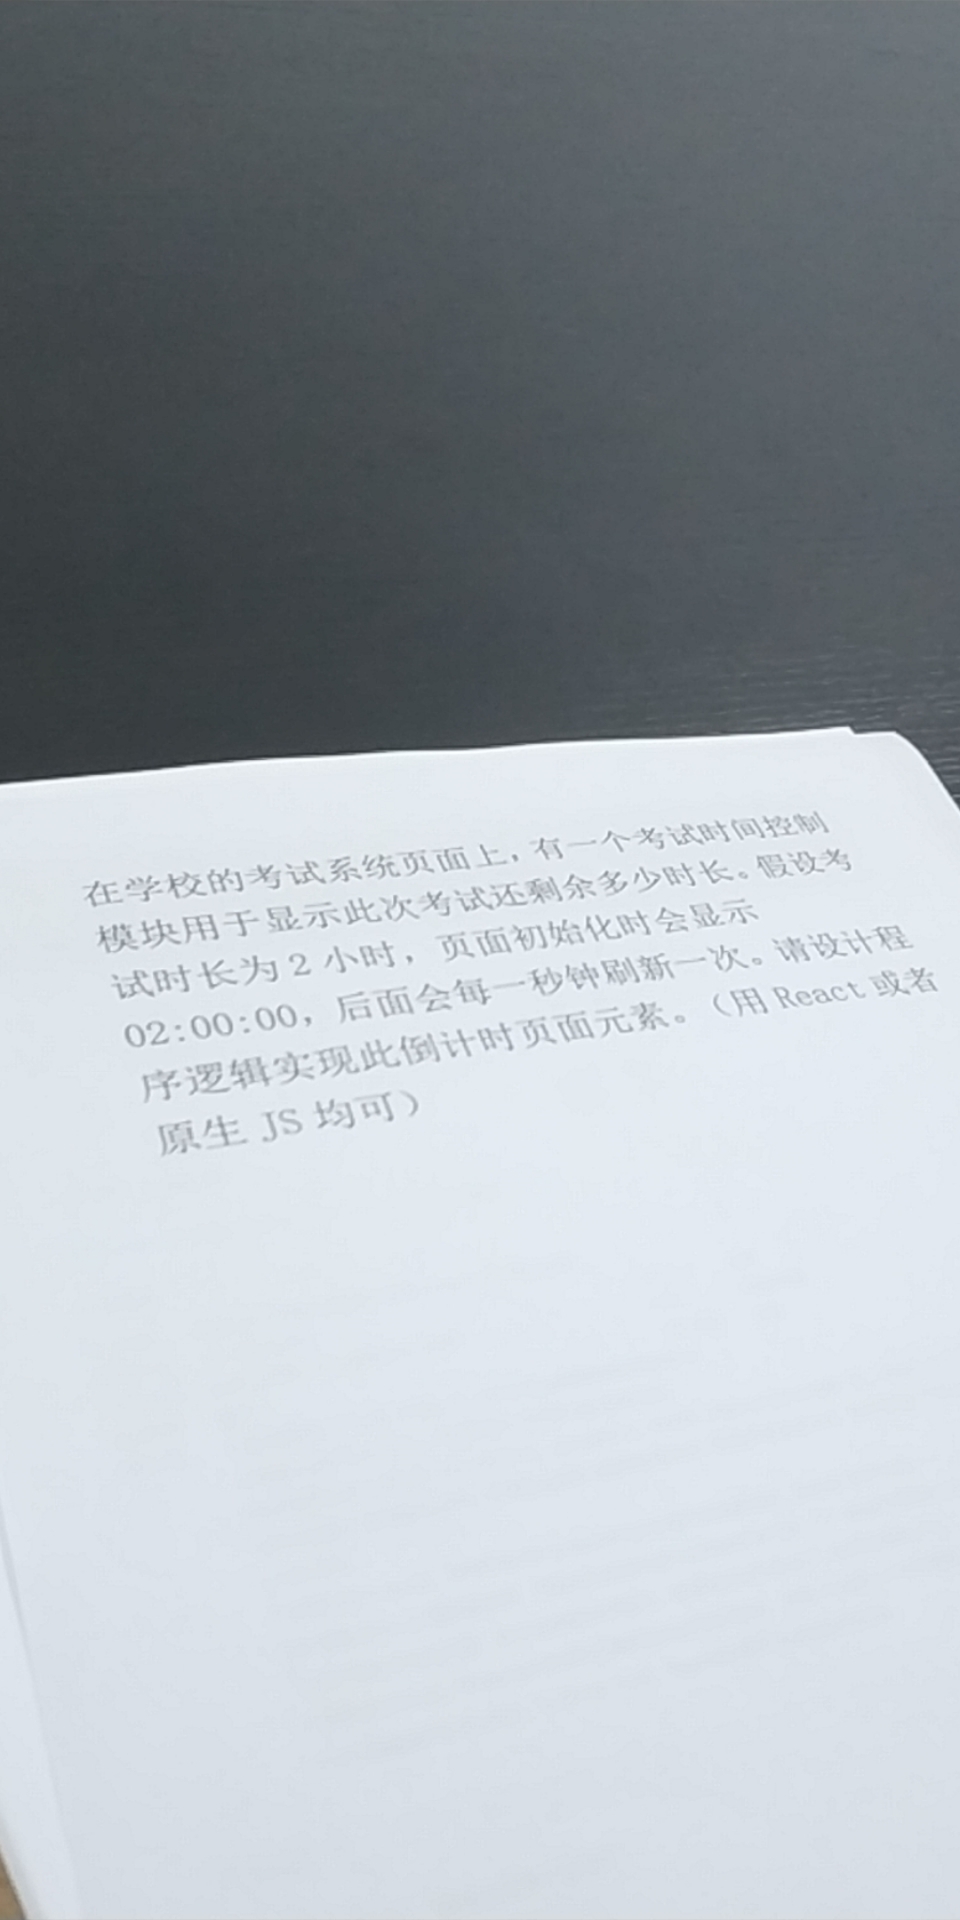 在学校的考试系统页面上，有一个考试时间控制
模块用于显示此次考试还剩余多少时长。假设考
试时长为 2 小时，页面初始化时会显示
02:00:00，后面会每一秒钟刷新一次。请设计程
序逻辑实现此倒计时页面元素。（用 React 或者
原生 JS 均可）